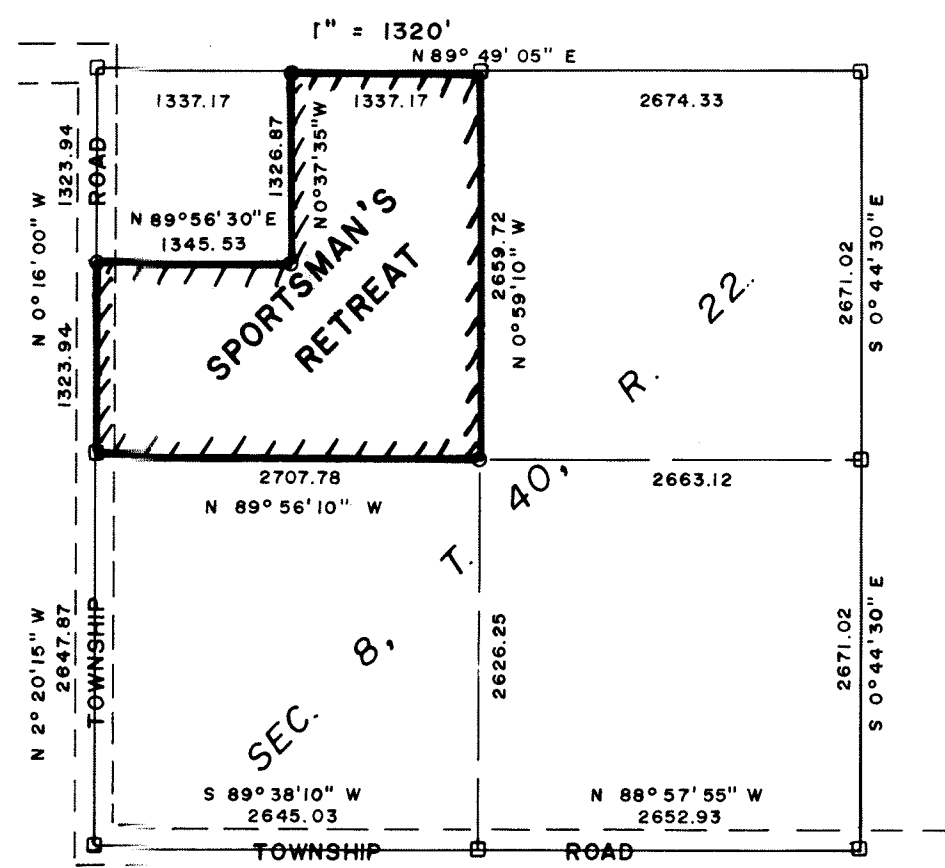 1" = 1320'
N 89° 49' 05" E
1337.17
1337.17
2674.33
1323.94
ROAD
1326.87
N 0°37'35" W
N 0°16'00" W
N 89°56'30" E
1345.53
SPORTSMAN'S
RETREAT
2659.72
N 0°59'10" W
2671.02
S 0°44'30" E
R. 22.
1323.94
2707.78
N 89°56'10" W
40,
2663.12
T.
8,
SEC.
N 2°20'15" W
2647.87
TOWNSHIP
2626.25
2671.02
S 0°44'30" E
S 89°38'10" W
2645.03
N 88°57'55" W
2652.93
TOWNSHIP ROAD